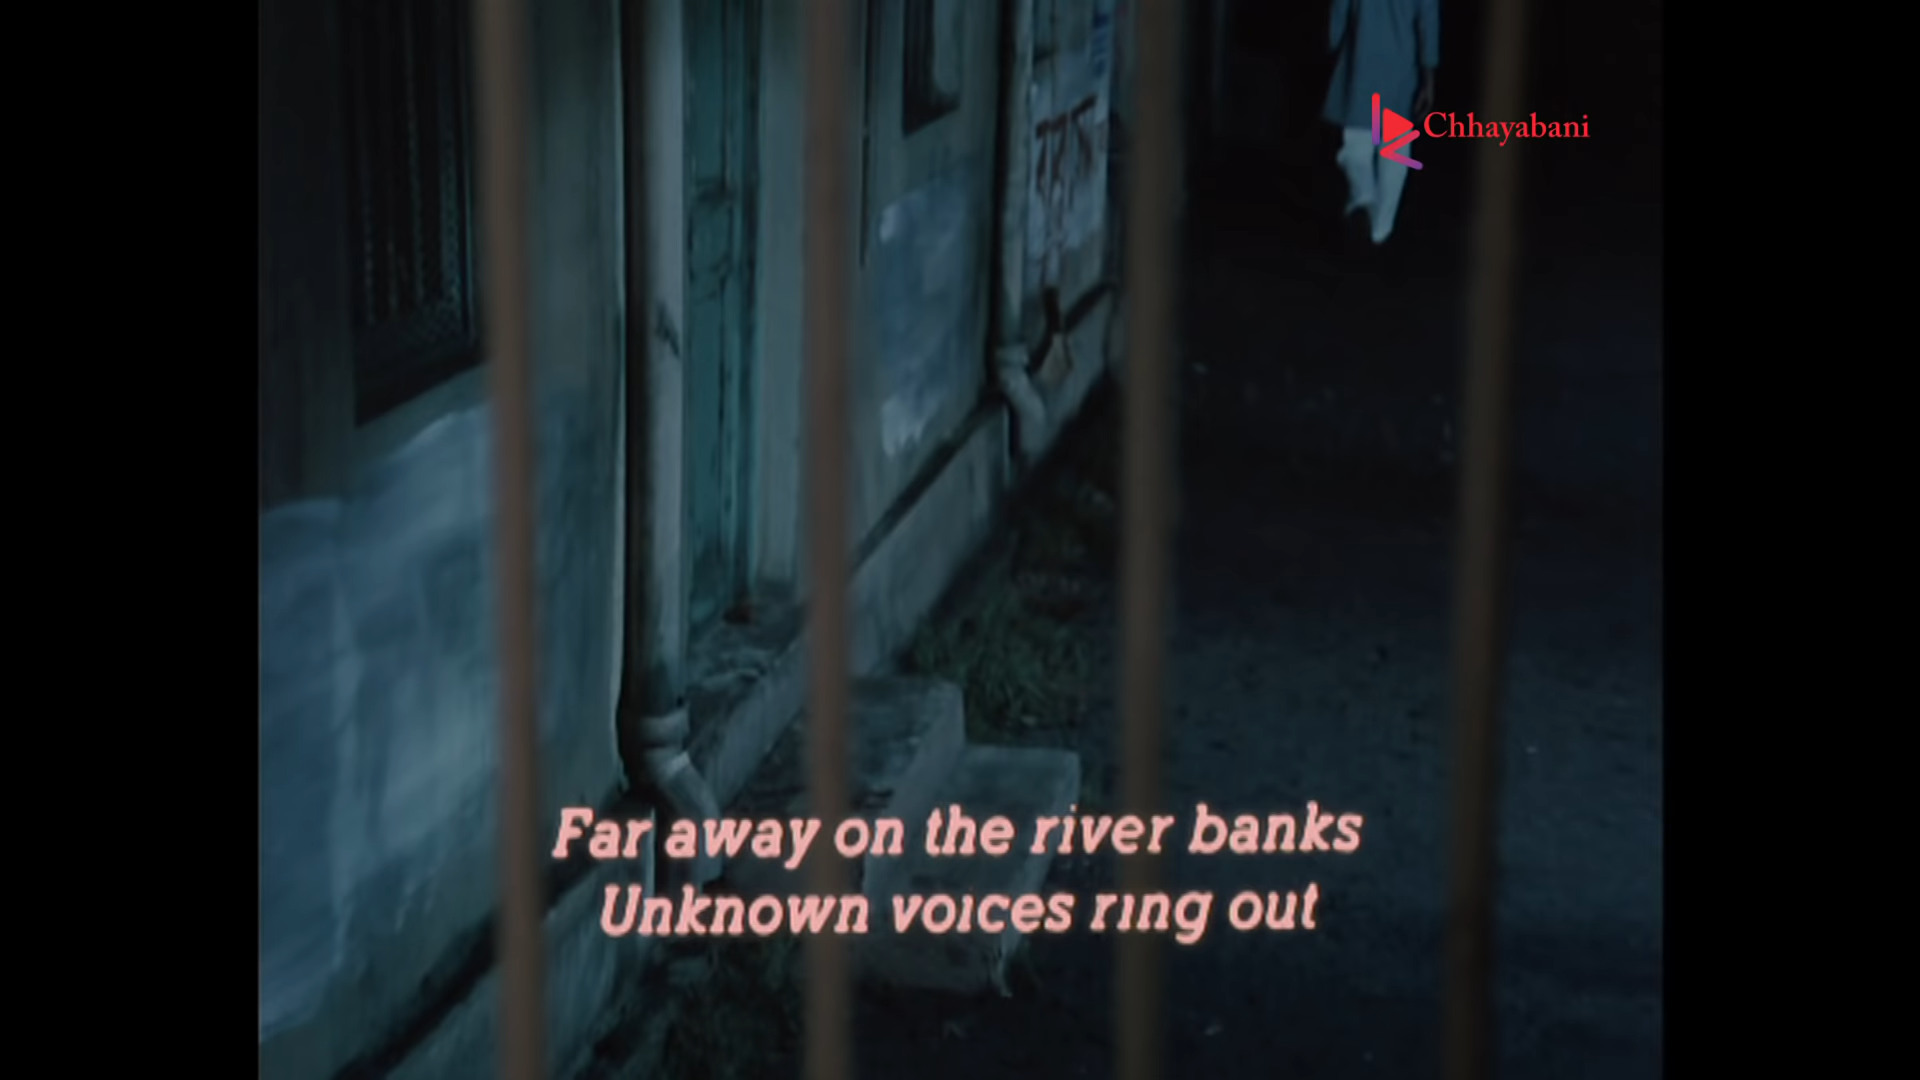 Chhayabani
Far away on the river banks
Unknown voices ring out